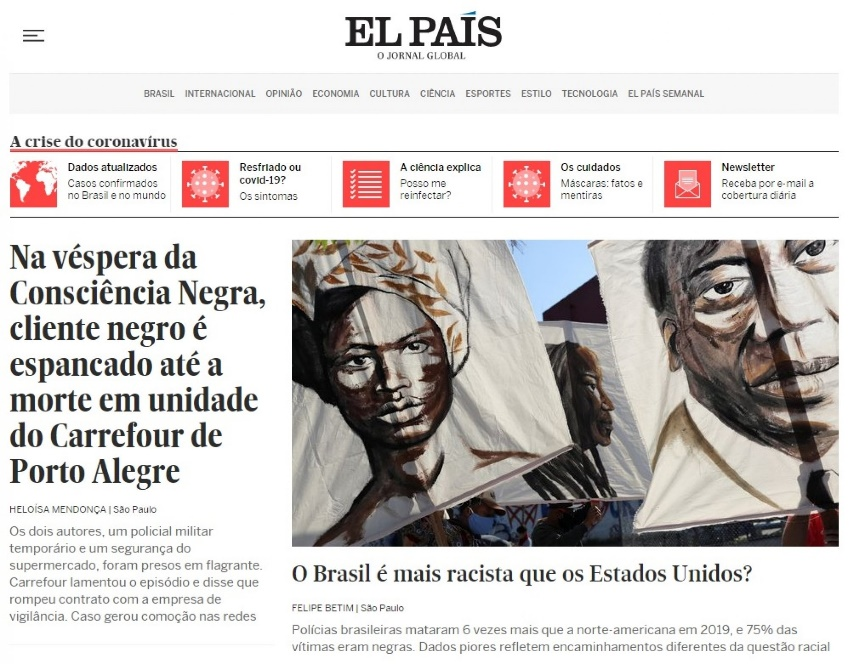 EL PAÍS
O JORNAL GLOBAL
BRASIL INTERNACIONAL OPINIÃO ECONOMIA CULTURA CIÊNCIA ESPORTES ESTILO TECNOLOGIA EL PAÍS SEMANAL
A crise do coronavírus
Dados atualizados
Casos confirmados
no Brasil e no mundo
Resfriado ou
covid-19?
Os sintomas
A ciência explica
Posso me
reinfectar?
Os cuidados
Máscaras: fatos e
mentiras
Newsletter
Receba por e-mail a
cobertura diária
Na véspera da
Consciência Negra,
cliente negro é
espancado até a
morte em unidade
do Carrefour de
Porto Alegre
HELOÍSA MENDONÇA | São Paulo
Os dois autores, um policial militar
temporário e um segurança do
supermercado, foram presos em flagrante.
Carrefour lamentou o episódio e disse que
rompeu contrato com a empresa de
vigilância. Caso gerou comoção nas redes
O Brasil é mais racista que os Estados Unidos?
FELIPE BETIM | São Paulo
Polícias brasileiras mataram 6 vezes mais que a norte-americana em 2019, e 75% das
vítimas eram negras. Dados piores refletem encaminhamentos diferentes da questão racial